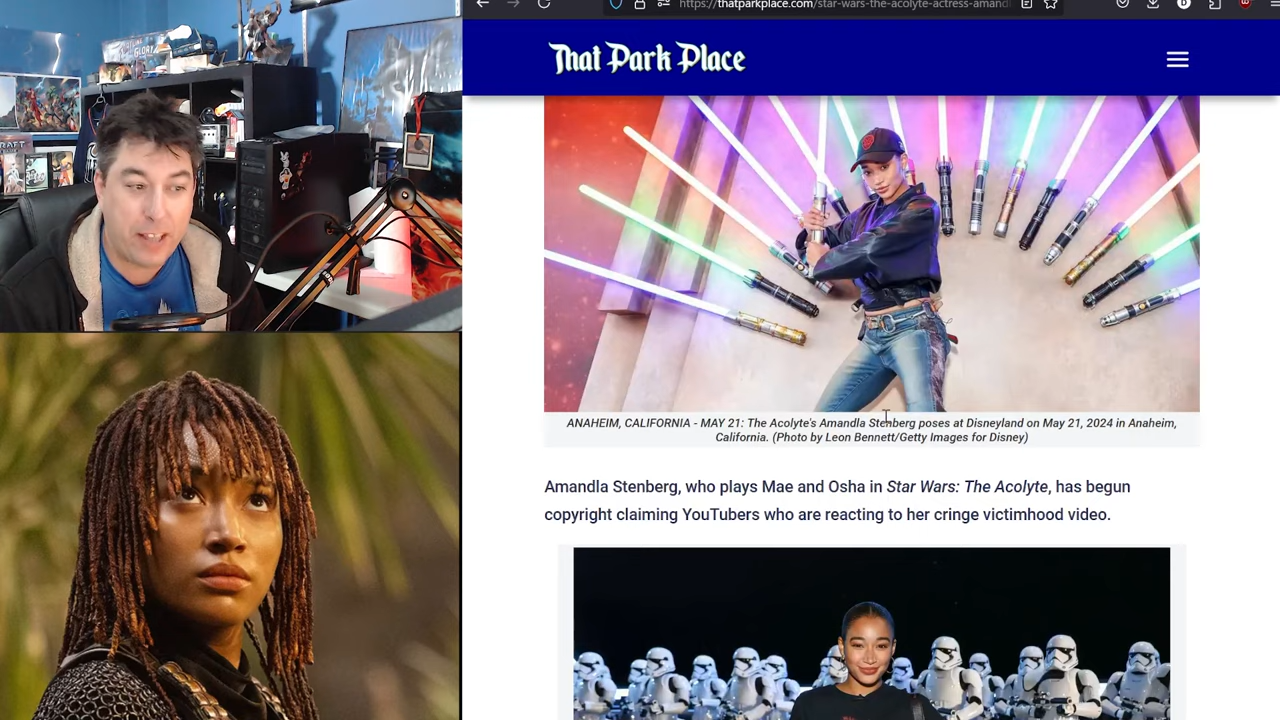 https://thatparkplace.com/star-wars-the-acolyte-actress-amandl
That Park Place
ANAHEIM, CALIFORNIA - MAY 21: The Acolyte's Amandla Stenberg poses at Disneyland on May 21, 2024 in Anaheim,
California. (Photo by Leon Bennett/Getty Images for Disney)
Amandla Stenberg, who plays Mae and Osha in Star Wars: The Acolyte, has begun
copyright claiming YouTubers who are reacting to her cringe victimhood video.
GLORY